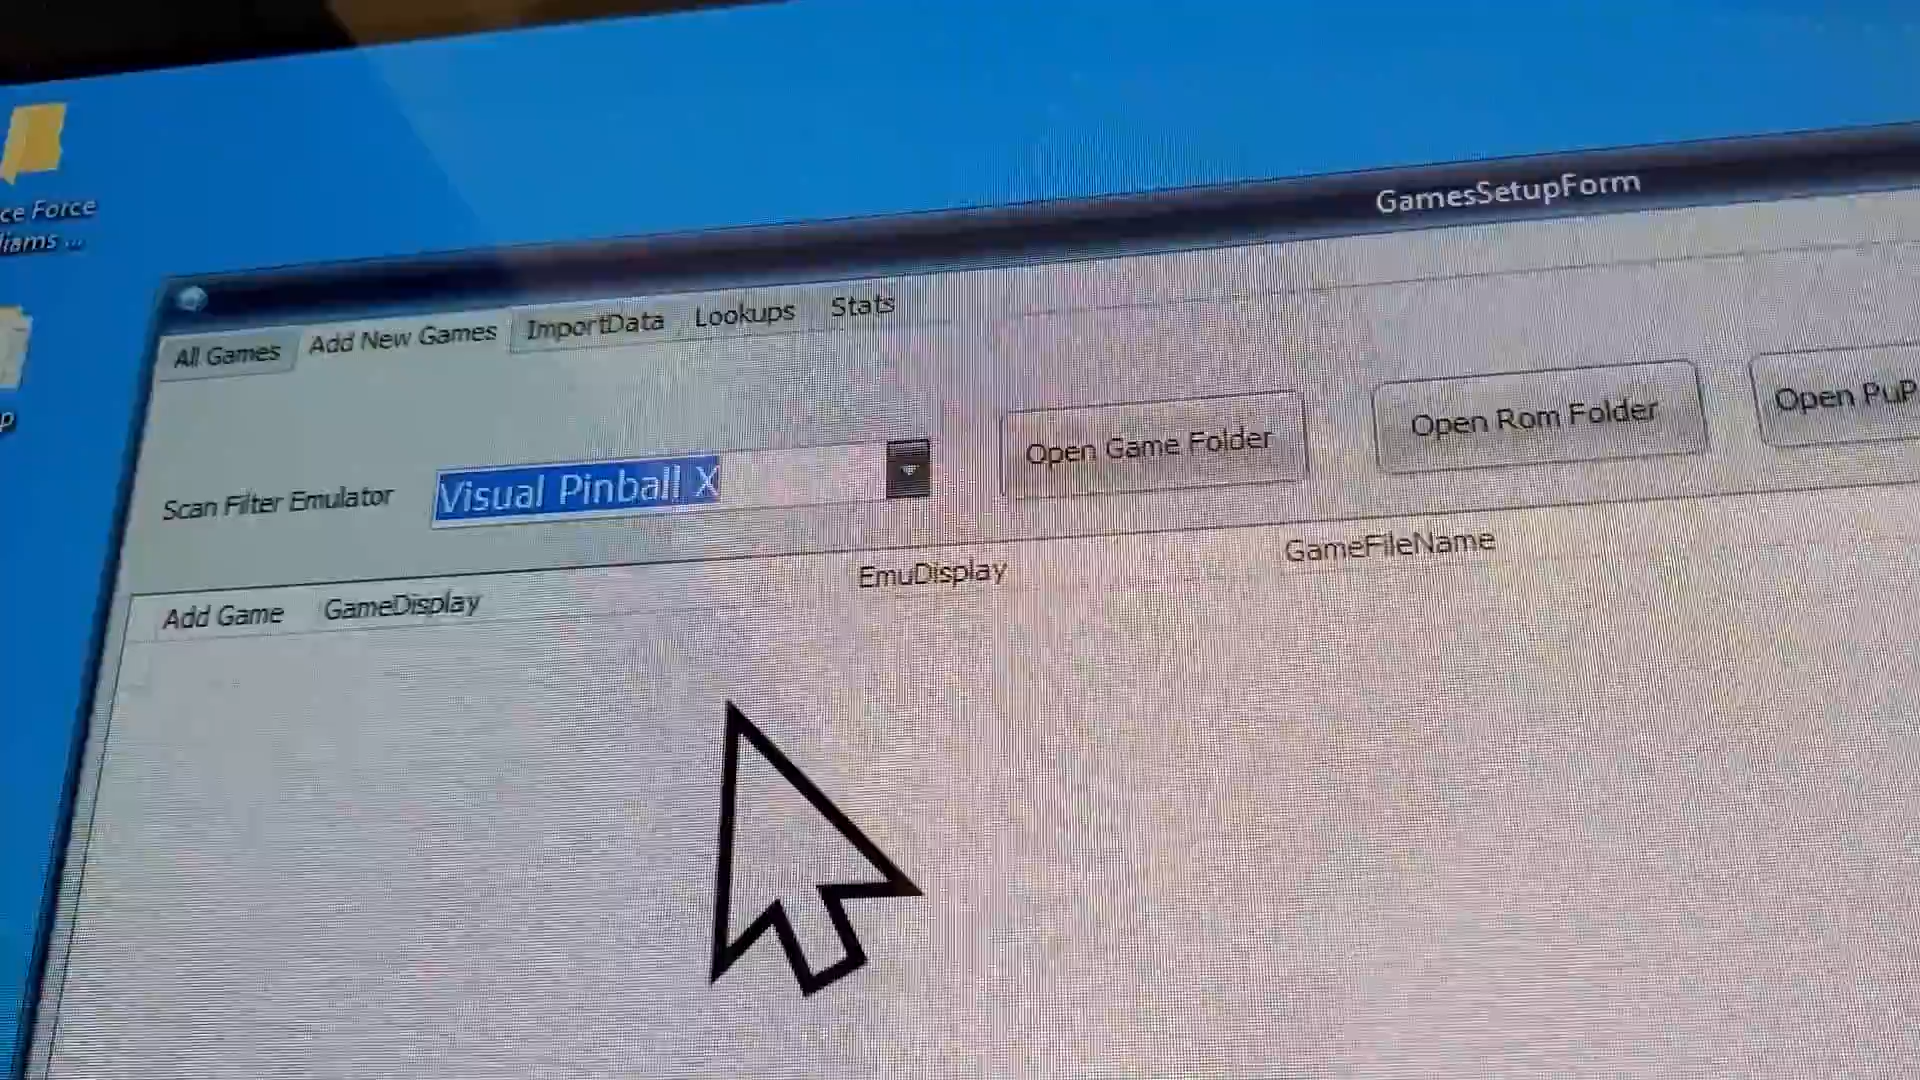 ce Force
liams ...
p
GamesSetupForm
All Games
Add New Games
ImportData
Lookups
Stats
Scan Filter Emulator
Visual Pinball X
Open Game Folder
Open Rom Folder
Open PuP
Add Game
GameDisplay
EmuDisplay
GameFileName